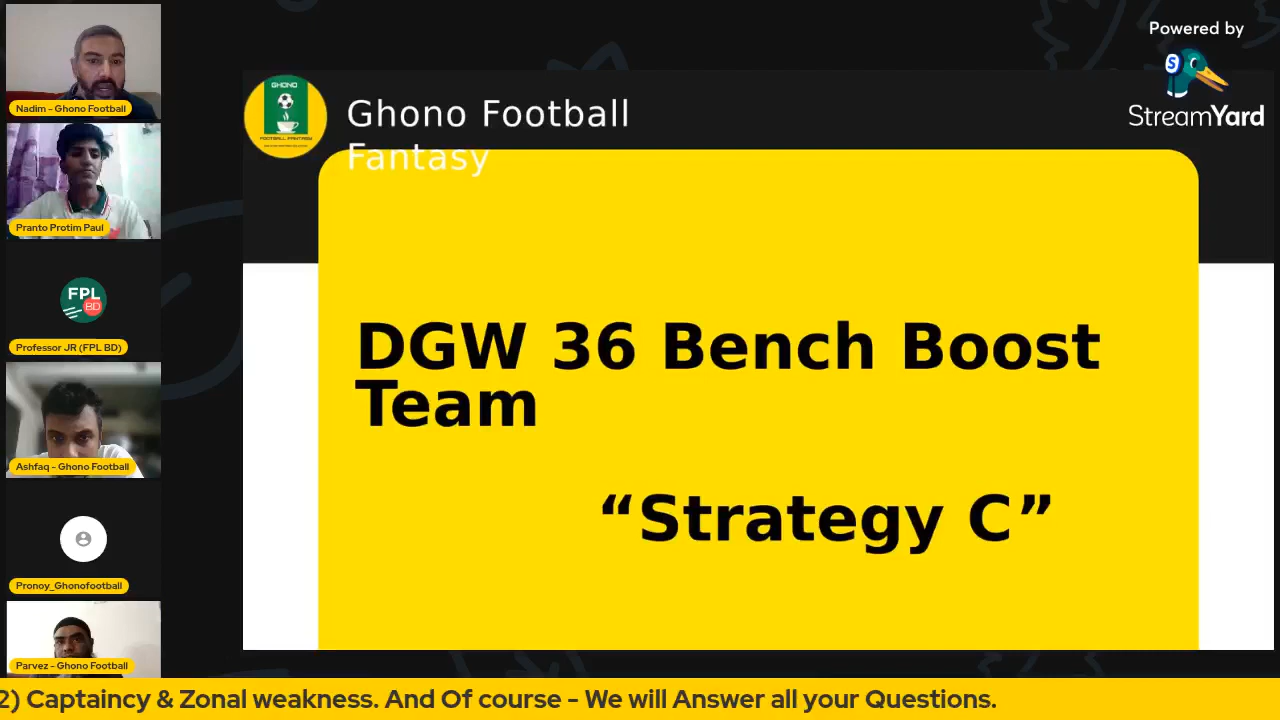 Powered by
StreamYard
GHONO
Ghono Football
Fantasy
DGW 36 Bench Boost
Team
“Strategy C”
Nadim - Ghono Football
Pranto Protim Paul
FPL
BD
Professor JR (FPL BD)
Ashfaq - Ghono Football
Pronoy_Ghonofootball
Parvez - Ghono Football
2) Captaincy & Zonal weakness. And Of course - We will Answer all your Questions.